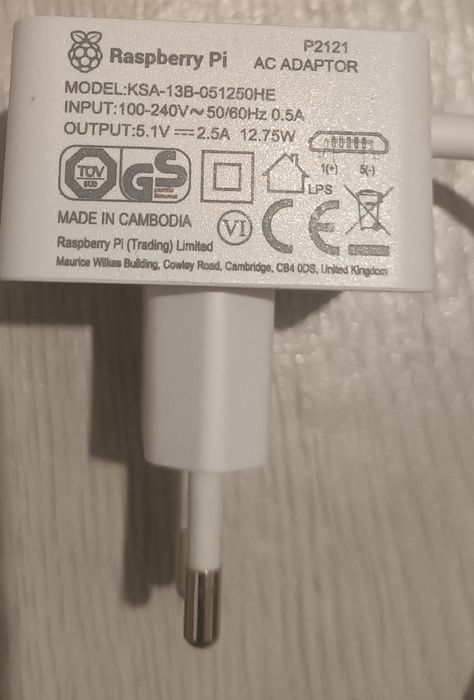 Raspberry Pi
P2121
AC ADAPTOR
MODEL:KSA-13B-051250HE
INPUT:100-240V~50/60Hz 0.5A
OUTPUT:5.1V⎓2.5A 12.75W
1(+) 5(-)
TÜV
SÜD
GS
LPS
MADE IN CAMBODIA
VI
CE
Raspberry Pi (Trading) Limited
Maurice Wilkes Building, Cowley Road, Cambridge, CB4 0DS, United Kingdom